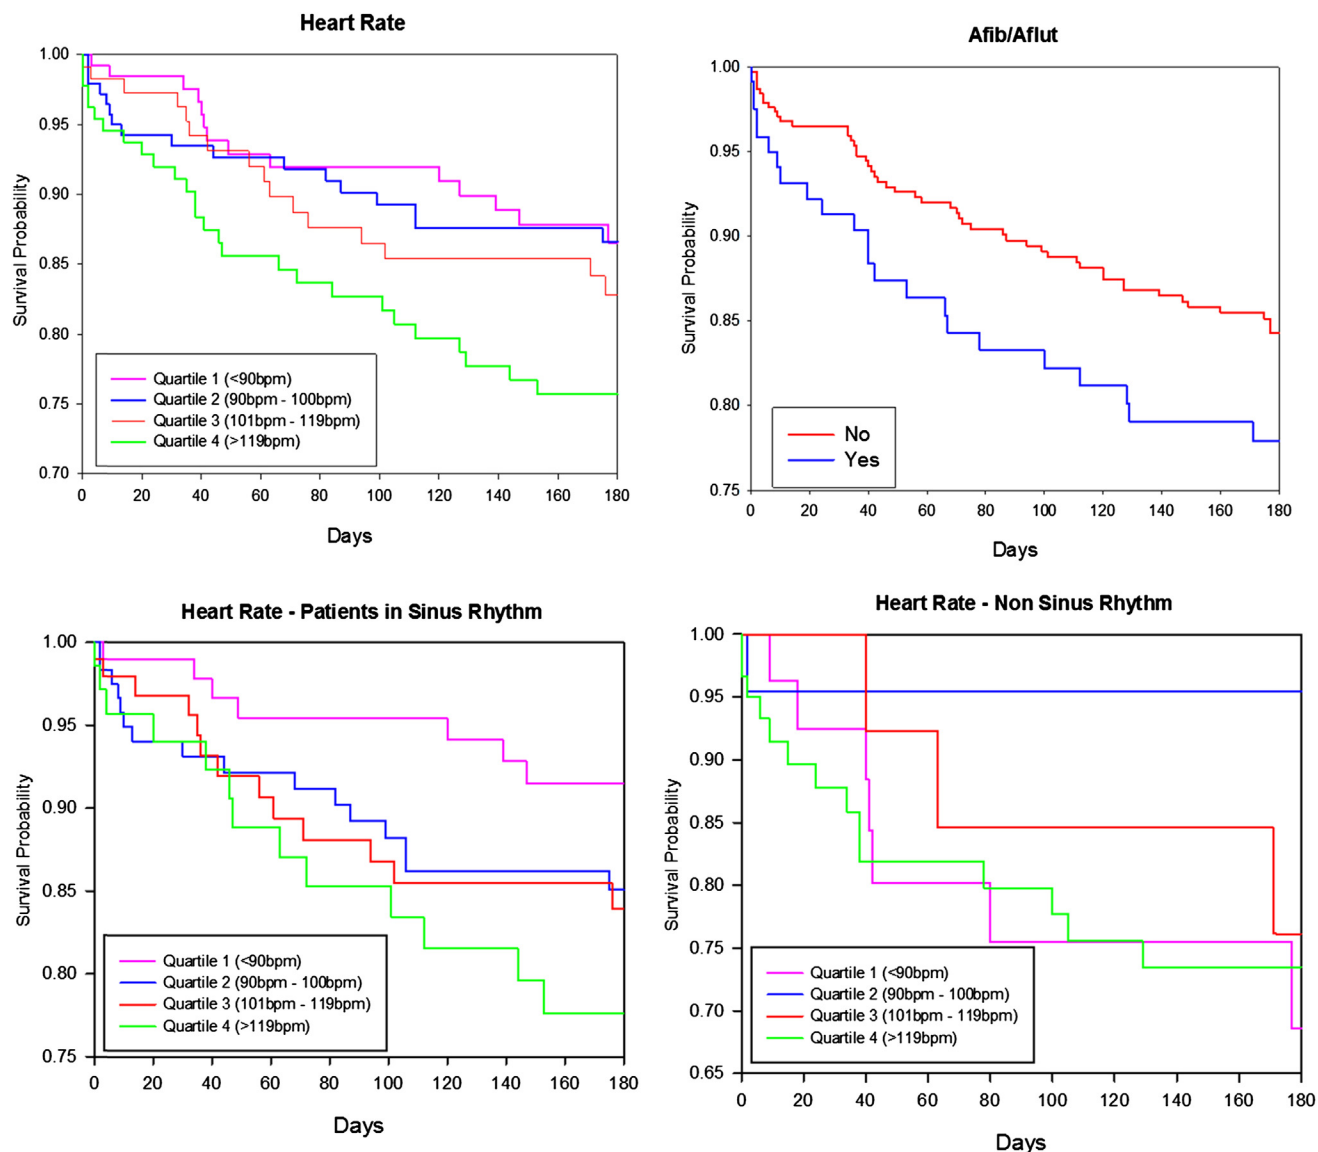 Heart Rate
Survival Probability
1.00
0.95
0.90
0.85
0.80
0.75
0.70
Quartile 1 (<90bpm)
Quartile 2 (90bpm - 100bpm)
Quartile 3 (101bpm - 119bpm)
Quartile 4 (>119bpm)
0 20 40 60 80 100 120 140 160 180
Days
Afib/Aflut
Survival Probability
1.00
0.95
0.90
0.85
0.80
0.75
No
Yes
0 20 40 60 80 100 120 140 160 180
Days
Heart Rate - Patients in Sinus Rhythm
Survival Probability
1.00
0.95
0.90
0.85
0.80
0.75
Quartile 1 (<90bpm)
Quartile 2 (90bpm - 100bpm)
Quartile 3 (101bpm - 119bpm)
Quartile 4 (>119bpm)
0 20 40 60 80 100 120 140 160 180
Days
Heart Rate - Non Sinus Rhythm
Survival Probability
1.00
0.95
0.90
0.85
0.80
0.75
0.70
0.65
Quartile 1 (<90bpm)
Quartile 2 (90bpm - 100bpm)
Quartile 3 (101bpm - 119bpm)
Quartile 4 (>119bpm)
0 20 40 60 80 100 120 140 160 180
Days